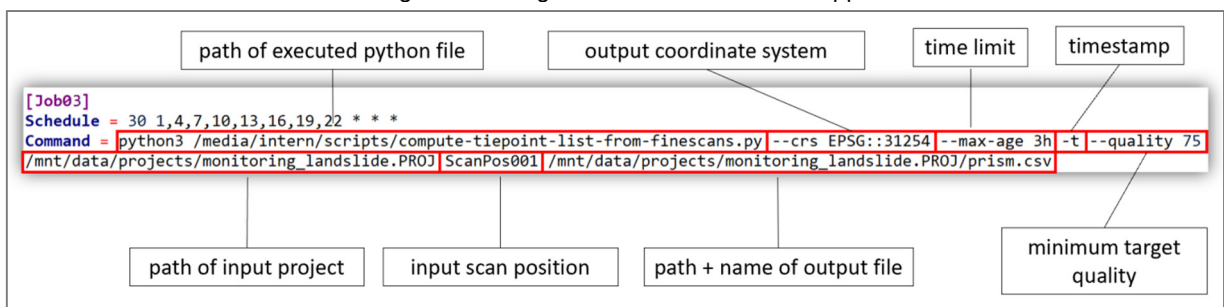 path of executed python file
output coordinate system
time limit
timestamp
[Job03]
Schedule = 30 1,4,7,10,13,16,19,22 * * *
Command = python3 /media/intern/scripts/compute-tiepoint-list-from-finescans.py --crs EPSG::31254 --max-age 3h -t --quality 75
/mnt/data/projects/monitoring_landslide.PROJ ScanPos001 /mnt/data/projects/monitoring_landslide.PROJ/prism.csv
path of input project
input scan position
path + name of output file
minimum target
quality